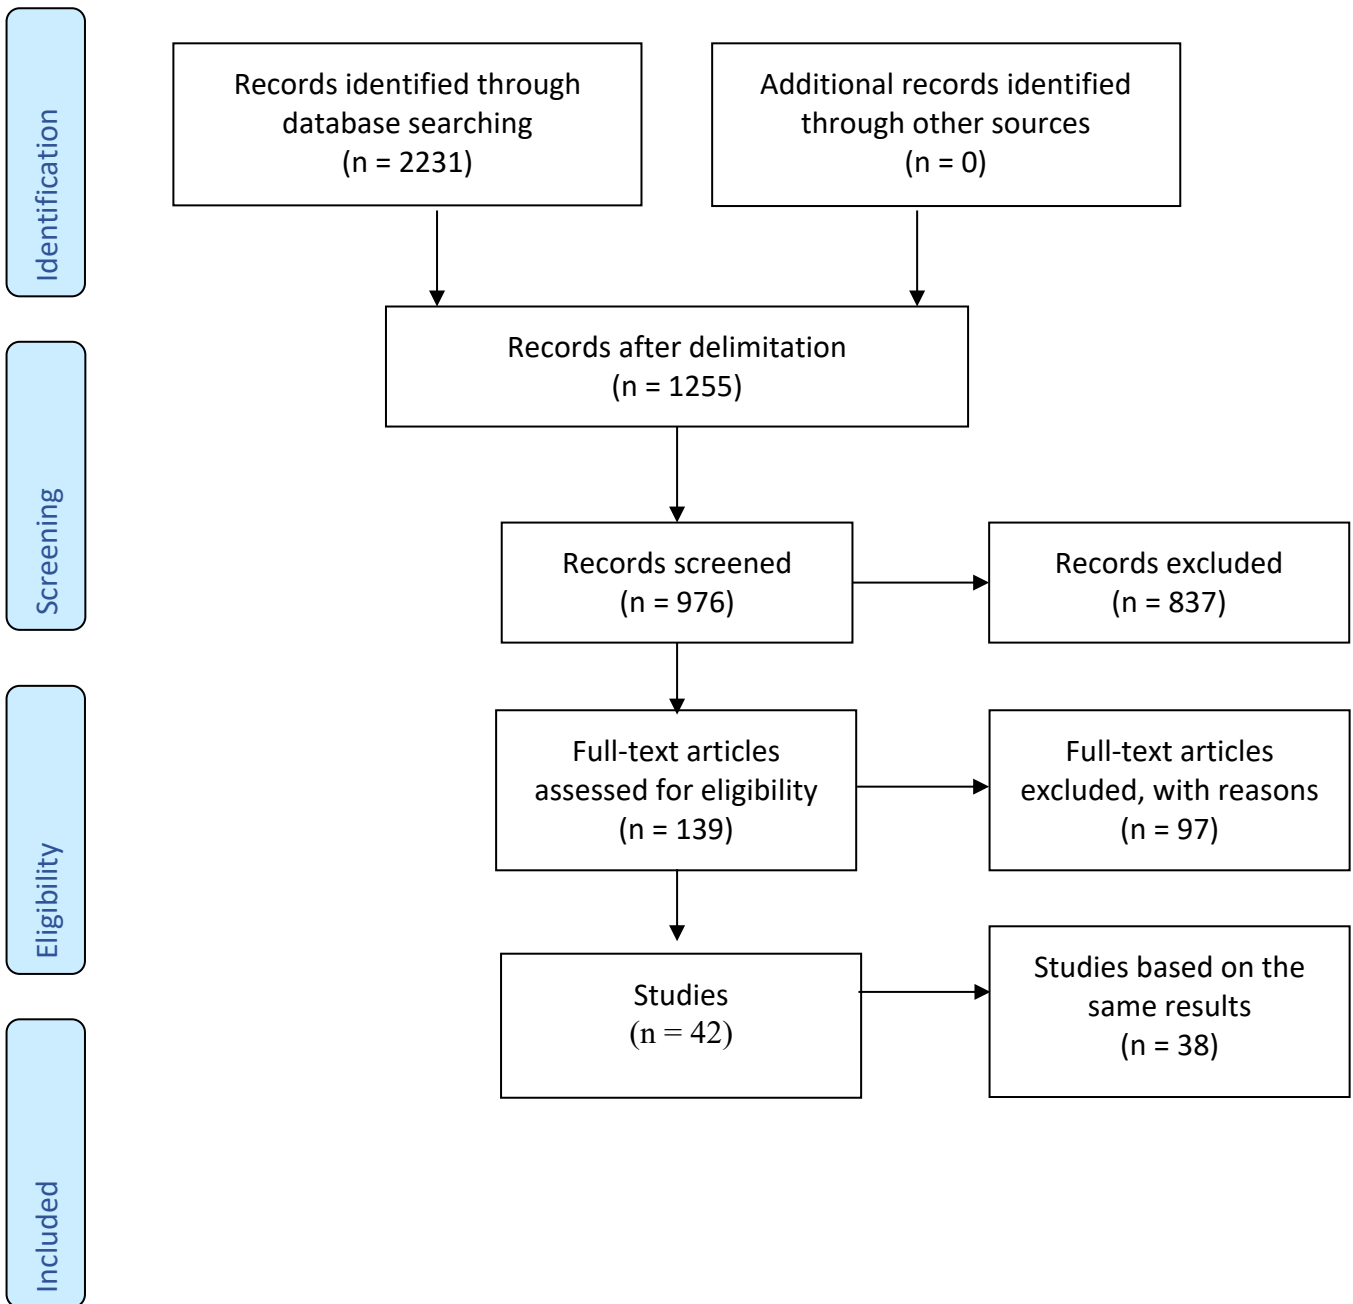 Identification
Records identified through
database searching
(n = 2231)
Additional records identified
through other sources
(n = 0)
Records after delimitation
(n = 1255)
Screening
Records screened
(n = 976)
Records excluded
(n = 837)
Eligibility
Full-text articles
assessed for eligibility
(n = 139)
Full-text articles
excluded, with reasons
(n = 97)
Studies
(n = 42)
Studies based on the
same results
(n = 38)
Included